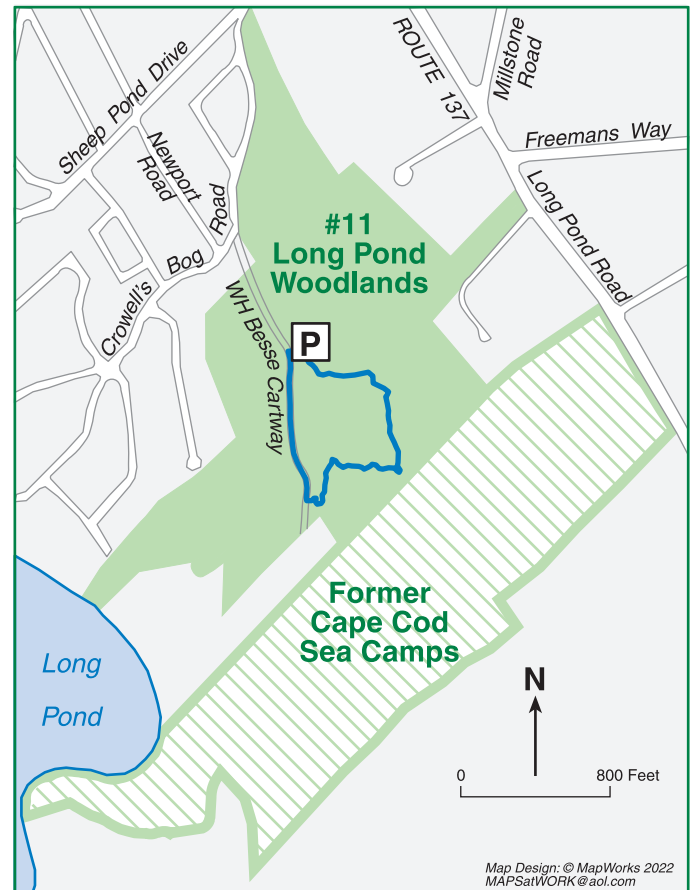 Sheep Pond Drive
ROUTE 137
Millstone
Road
Freemans Way
Newport
Road
Long Pond Road
#11
Long Pond
Woodlands
Crowell's Bog Road
WH Besse Cartway
P
Former
Cape Cod
Sea Camps
Long
Pond
N
0 800 Feet
Map Design: © MapWorks 2022
MAPSatWORK@aol.com